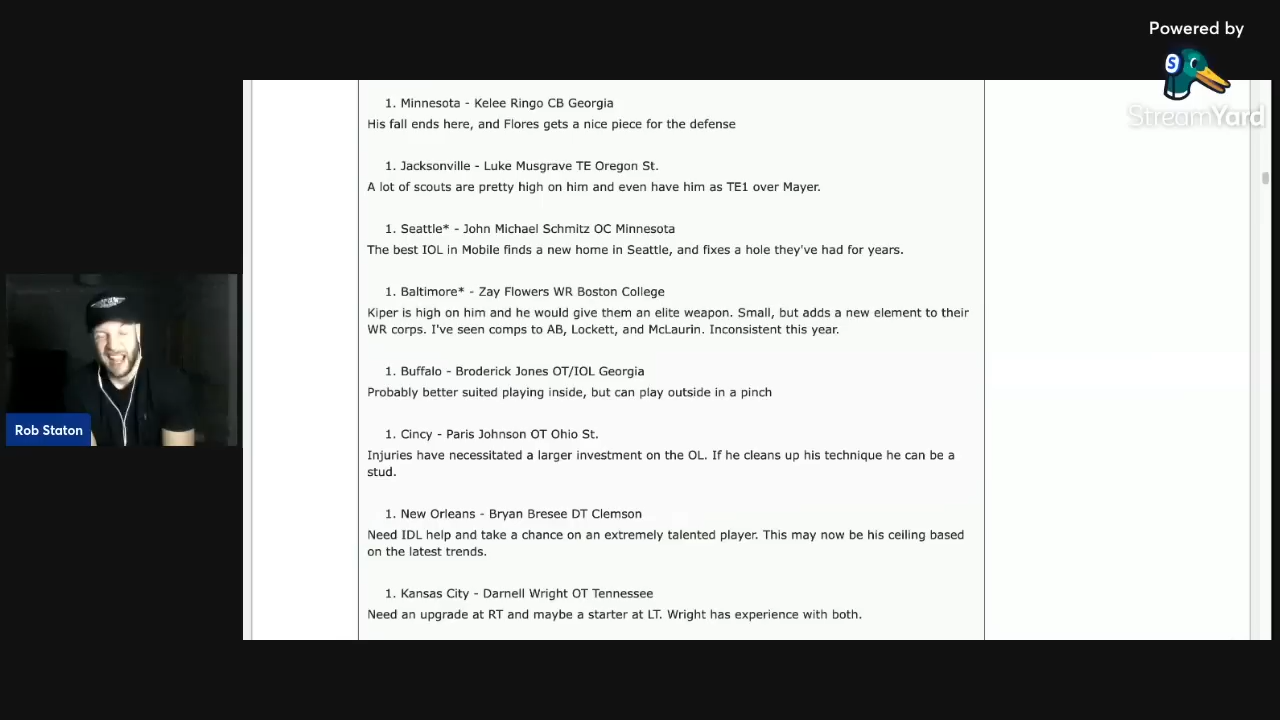 Powered by
S
StreamYard
1. Minnesota - Kelee Ringo CB Georgia
His fall ends here, and Flores gets a nice piece for the defense
1. Jacksonville - Luke Musgrave TE Oregon St.
A lot of scouts are pretty high on him and even have him as TE1 over Mayer.
1. Seattle* - John Michael Schmitz OC Minnesota
The best IOL in Mobile finds a new home in Seattle, and fixes a hole they've had for years.
1. Baltimore* - Zay Flowers WR Boston College
Kiper is high on him and he would give them an elite weapon. Small, but adds a new element to their
WR corps. I've seen comps to AB, Lockett, and McLaurin. Inconsistent this year.
1. Buffalo - Broderick Jones OT/IOL Georgia
Probably better suited playing inside, but can play outside in a pinch
1. Cincy - Paris Johnson OT Ohio St.
Injuries have necessitated a larger investment on the OL. If he cleans up his technique he can be a
stud.
1. New Orleans - Bryan Bresee DT Clemson
Need IDL help and take a chance on an extremely talented player. This may now be his ceiling based
on the latest trends.
1. Kansas City - Darnell Wright OT Tennessee
Need an upgrade at RT and maybe a starter at LT. Wright has experience with both.
Rob Staton